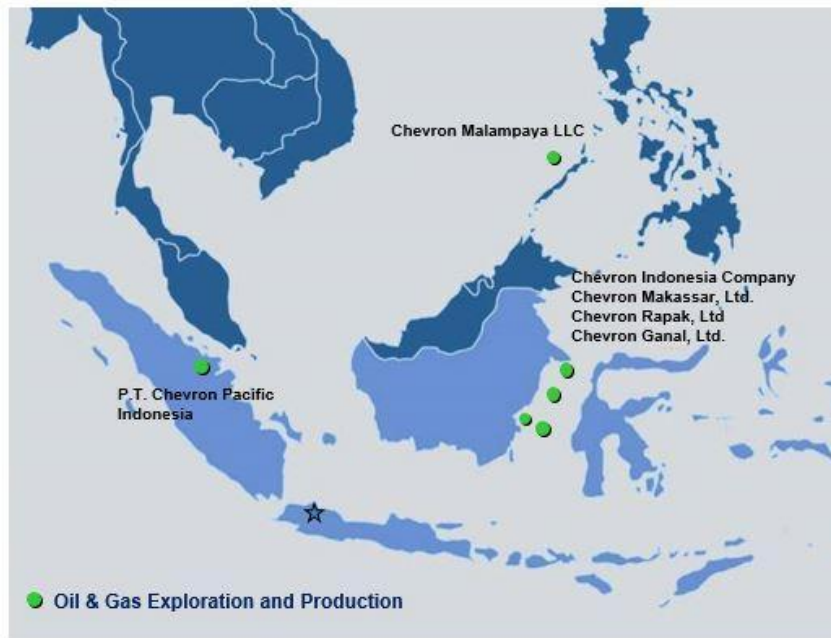 Chevron Malampaya LLC
Chevron Indonesia Company
Chevron Makassar, Ltd.
Chevron Rapak, Ltd
Chevron Ganal, Ltd.
P.T. Chevron Pacific
Indonesia
Oil & Gas Exploration and Production